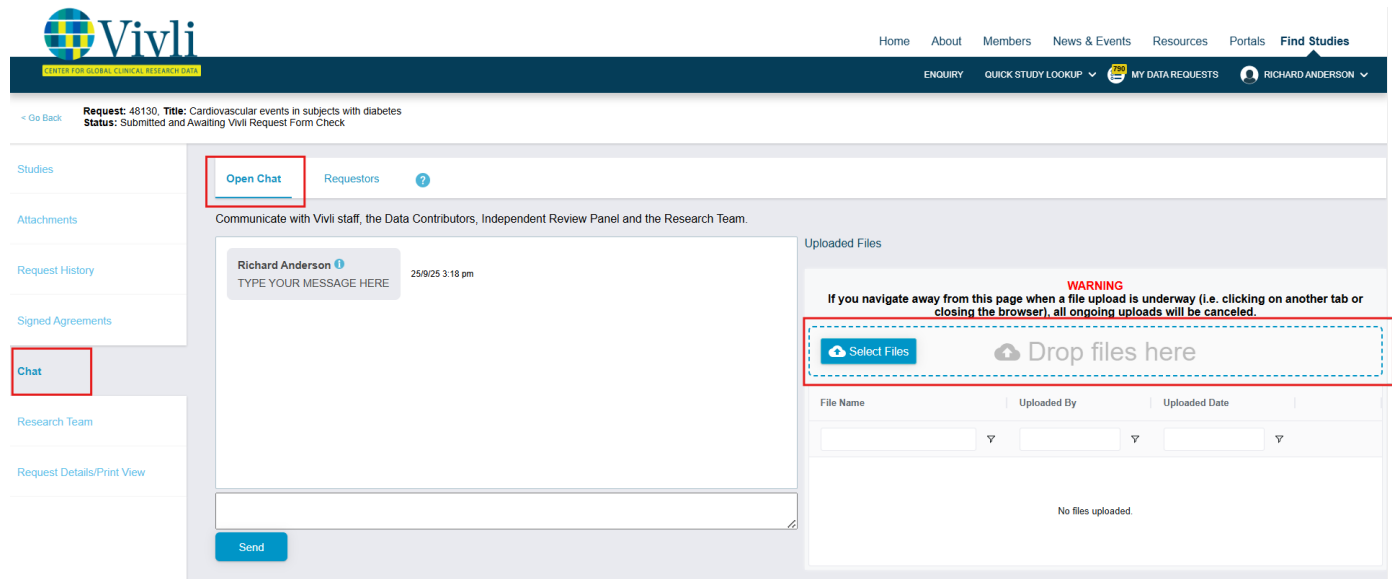 Vivli
CENTER FOR GLOBAL CLINICAL RESEARCH DATA
Home About Members News & Events Resources Portals Find Studies
ENQUIRY QUICK STUDY LOOKUP 790 MY DATA REQUESTS RICHARD ANDERSON
< Go Back
Request: 48130, Title: Cardiovascular events in subjects with diabetes
Status: Submitted and Awaiting Vivli Request Form Check
Studies
Attachments
Request History
Signed Agreements
Chat
Research Team
Request Details/Print View
Open Chat Requestors ?
Communicate with Vivli staff, the Data Contributors, Independent Review Panel and the Research Team.
Richard Anderson
TYPE YOUR MESSAGE HERE
25/9/25 3:18 pm
Send
Uploaded Files
WARNING
If you navigate away from this page when a file upload is underway (i.e. clicking on another tab or
closing the browser), all ongoing uploads will be canceled.
Select Files Drop files here
File Name Uploaded By Uploaded Date
No files uploaded.